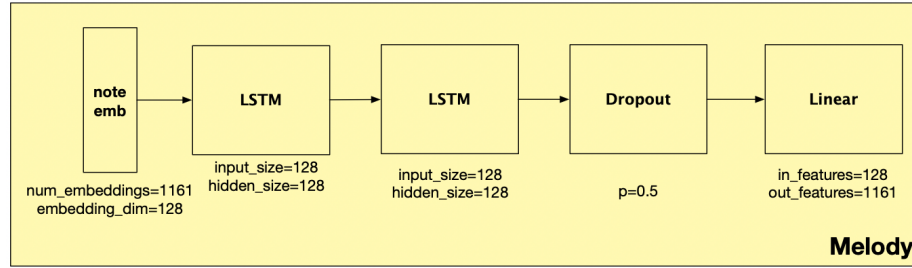 note
emb
LSTM
LSTM
Dropout
Linear
num_embeddings=1161
embedding_dim=128
input_size=128
hidden_size=128
input_size=128
hidden_size=128
p=0.5
in_features=128
out_features=1161
Melody